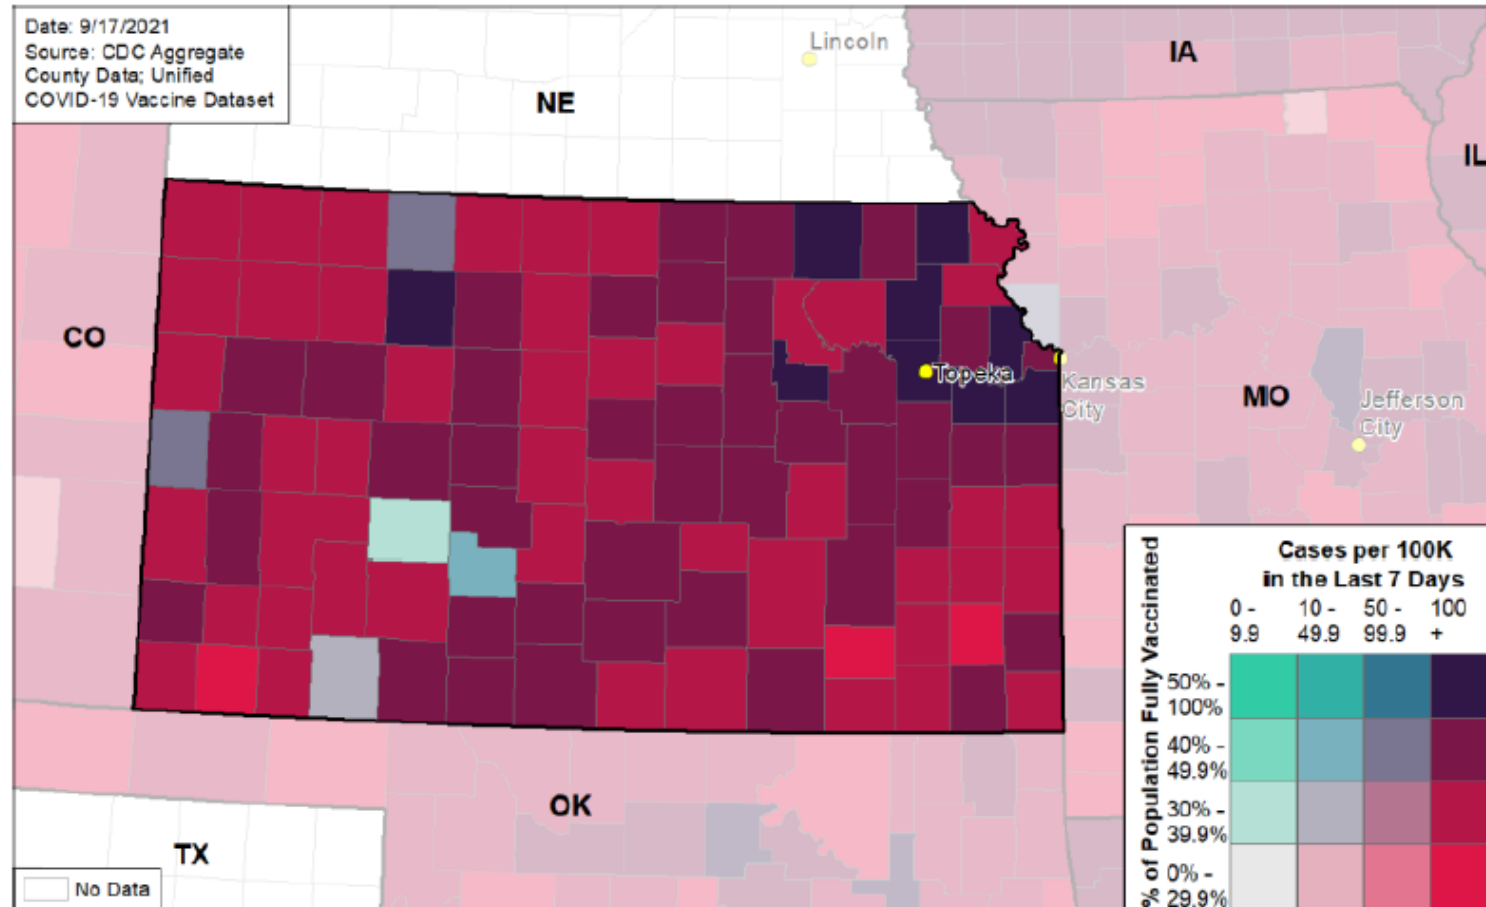 Date: 9/17/2021
Source: CDC Aggregate
County Data; Unified
COVID-19 Vaccine Dataset
Lincoln
IA
NE
IL
CO
Topeka
Kansas
City
MO
Jefferson
City
OK
TX
No Data
Cases per 100K
in the Last 7 Days
0 -
9.9
10 -
49.9
50 -
99.9
100
+
% of Population Fully Vaccinated
50% -
100%
40% -
49.9%
30% -
39.9%
0% -
29.9%